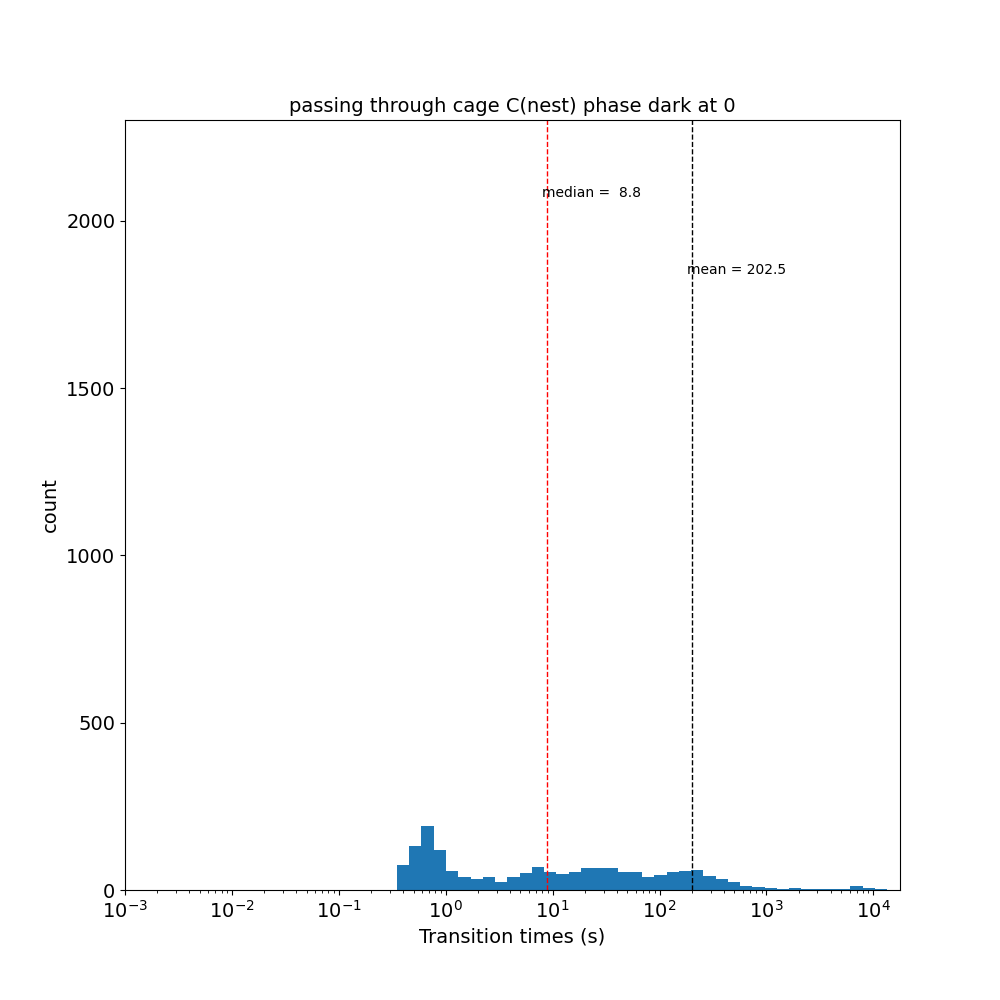 passing through cage C(nest) phase dark at 0
median =  8.8
mean = 202.5
2000
1500
1000
500
0
count
10⁻³ 10⁻² 10⁻¹ 10⁰ 10¹ 10² 10³ 10⁴
Transition times (s)